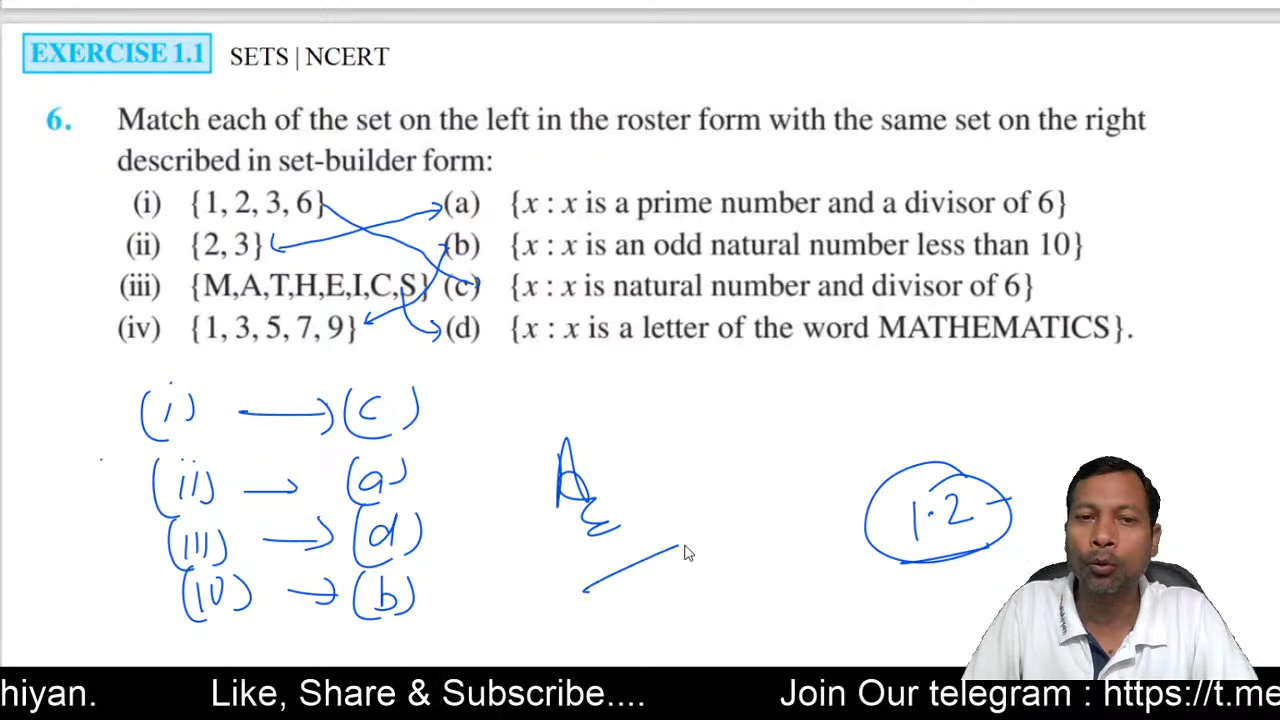 EXERCISE 1.1 SETS | NCERT
6. Match each of the set on the left in the roster form with the same set on the right
described in set-builder form:
(i) {1, 2, 3, 6} (a) {x : x is a prime number and a divisor of 6}
(ii) {2, 3} (b) {x : x is an odd natural number less than 10}
(iii) {M,A,T,H,E,I,C,S} (c) {x : x is natural number and divisor of 6}
(iv) {1, 3, 5, 7, 9} (d) {x : x is a letter of the word MATHEMATICS}.
(i) → (c)
(ii) → (a)
(iii) → (d)
(iv) → (b)
1.2
hiyan. Like, Share & Subscribe.... Join Our telegram : https://t.me